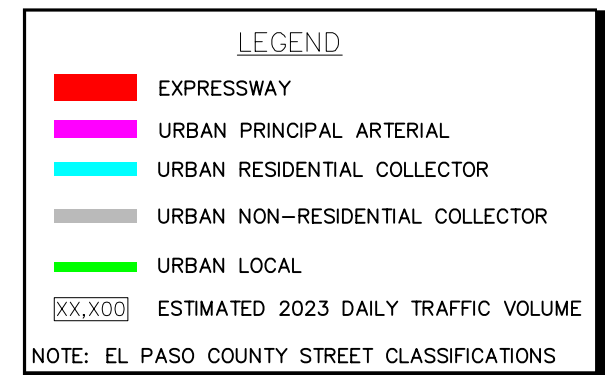 LEGEND
EXPRESSWAY
URBAN PRINCIPAL ARTERIAL
URBAN RESIDENTIAL COLLECTOR
URBAN NON-RESIDENTIAL COLLECTOR
URBAN LOCAL
XX,X00 ESTIMATED 2023 DAILY TRAFFIC VOLUME
NOTE: EL PASO COUNTY STREET CLASSIFICATIONS